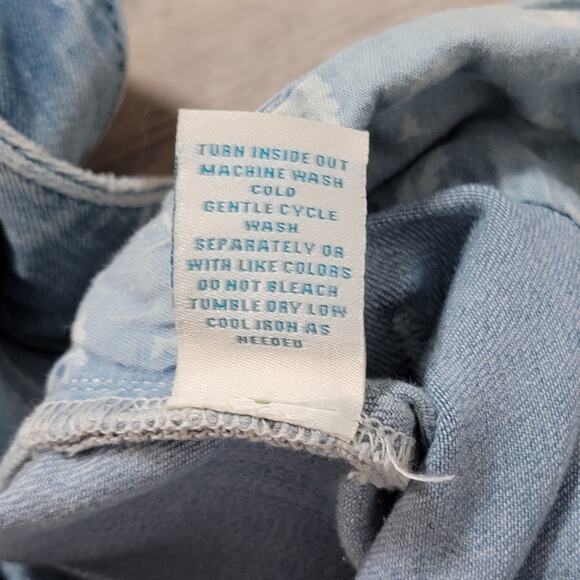 TURN INSIDE OUT
MACHINE WASH
COLD
GENTLE CYCLE
WASH
SEPARATELY OR
WITH LIKE COLORS
DO NOT BLEACH
TUMBLE DRY LOW
COOL IRON AS
NEEDED